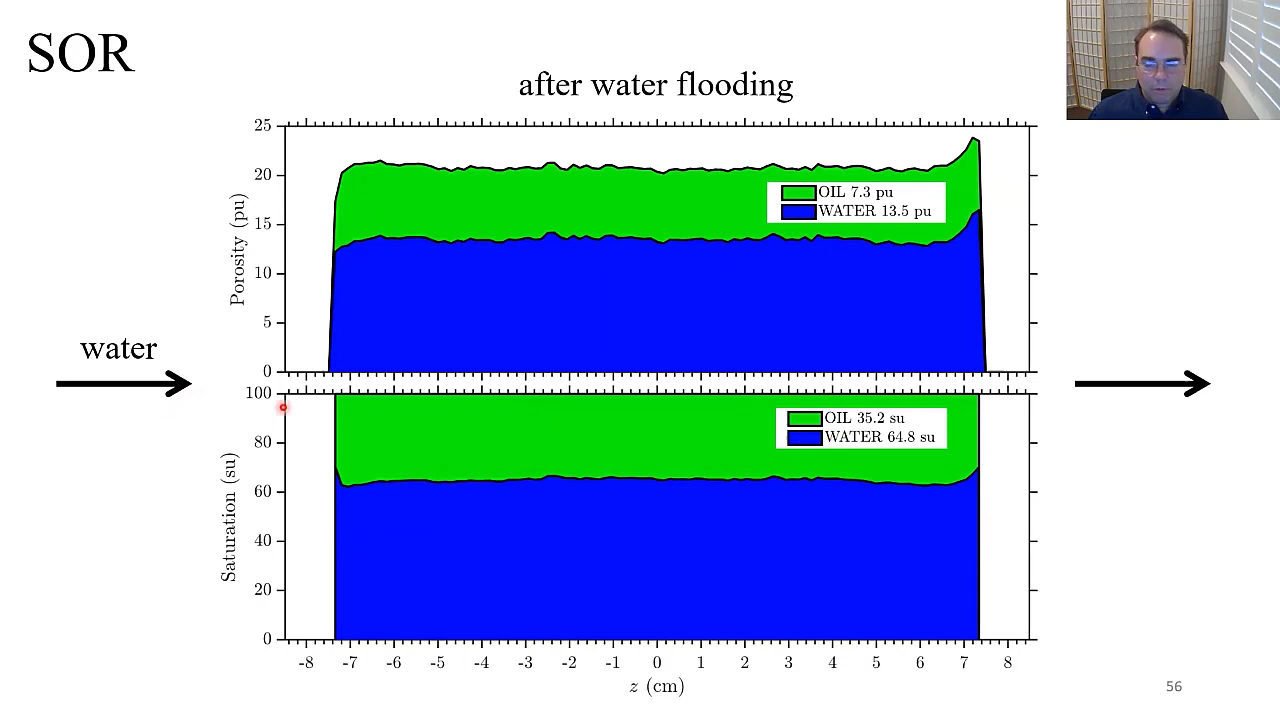 SOR
after water flooding
25
20
15
10
5
0
Porosity (pu)
OIL 7.3 pu
WATER 13.5 pu
water
100
80
60
40
20
0
Saturation (su)
OIL 35.2 su
WATER 64.8 su
-8 -7 -6 -5 -4 -3 -2 -1 0 1 2 3 4 5 6 7 8
z (cm)
56